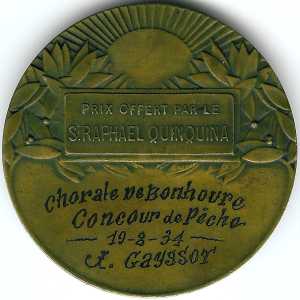 PRIX OFFERT PAR LE
ST. RAPHAEL QUINQUINA
Chorale de Bonhoure
Concour de Pêche
19-8-34
J. GAYSSOT